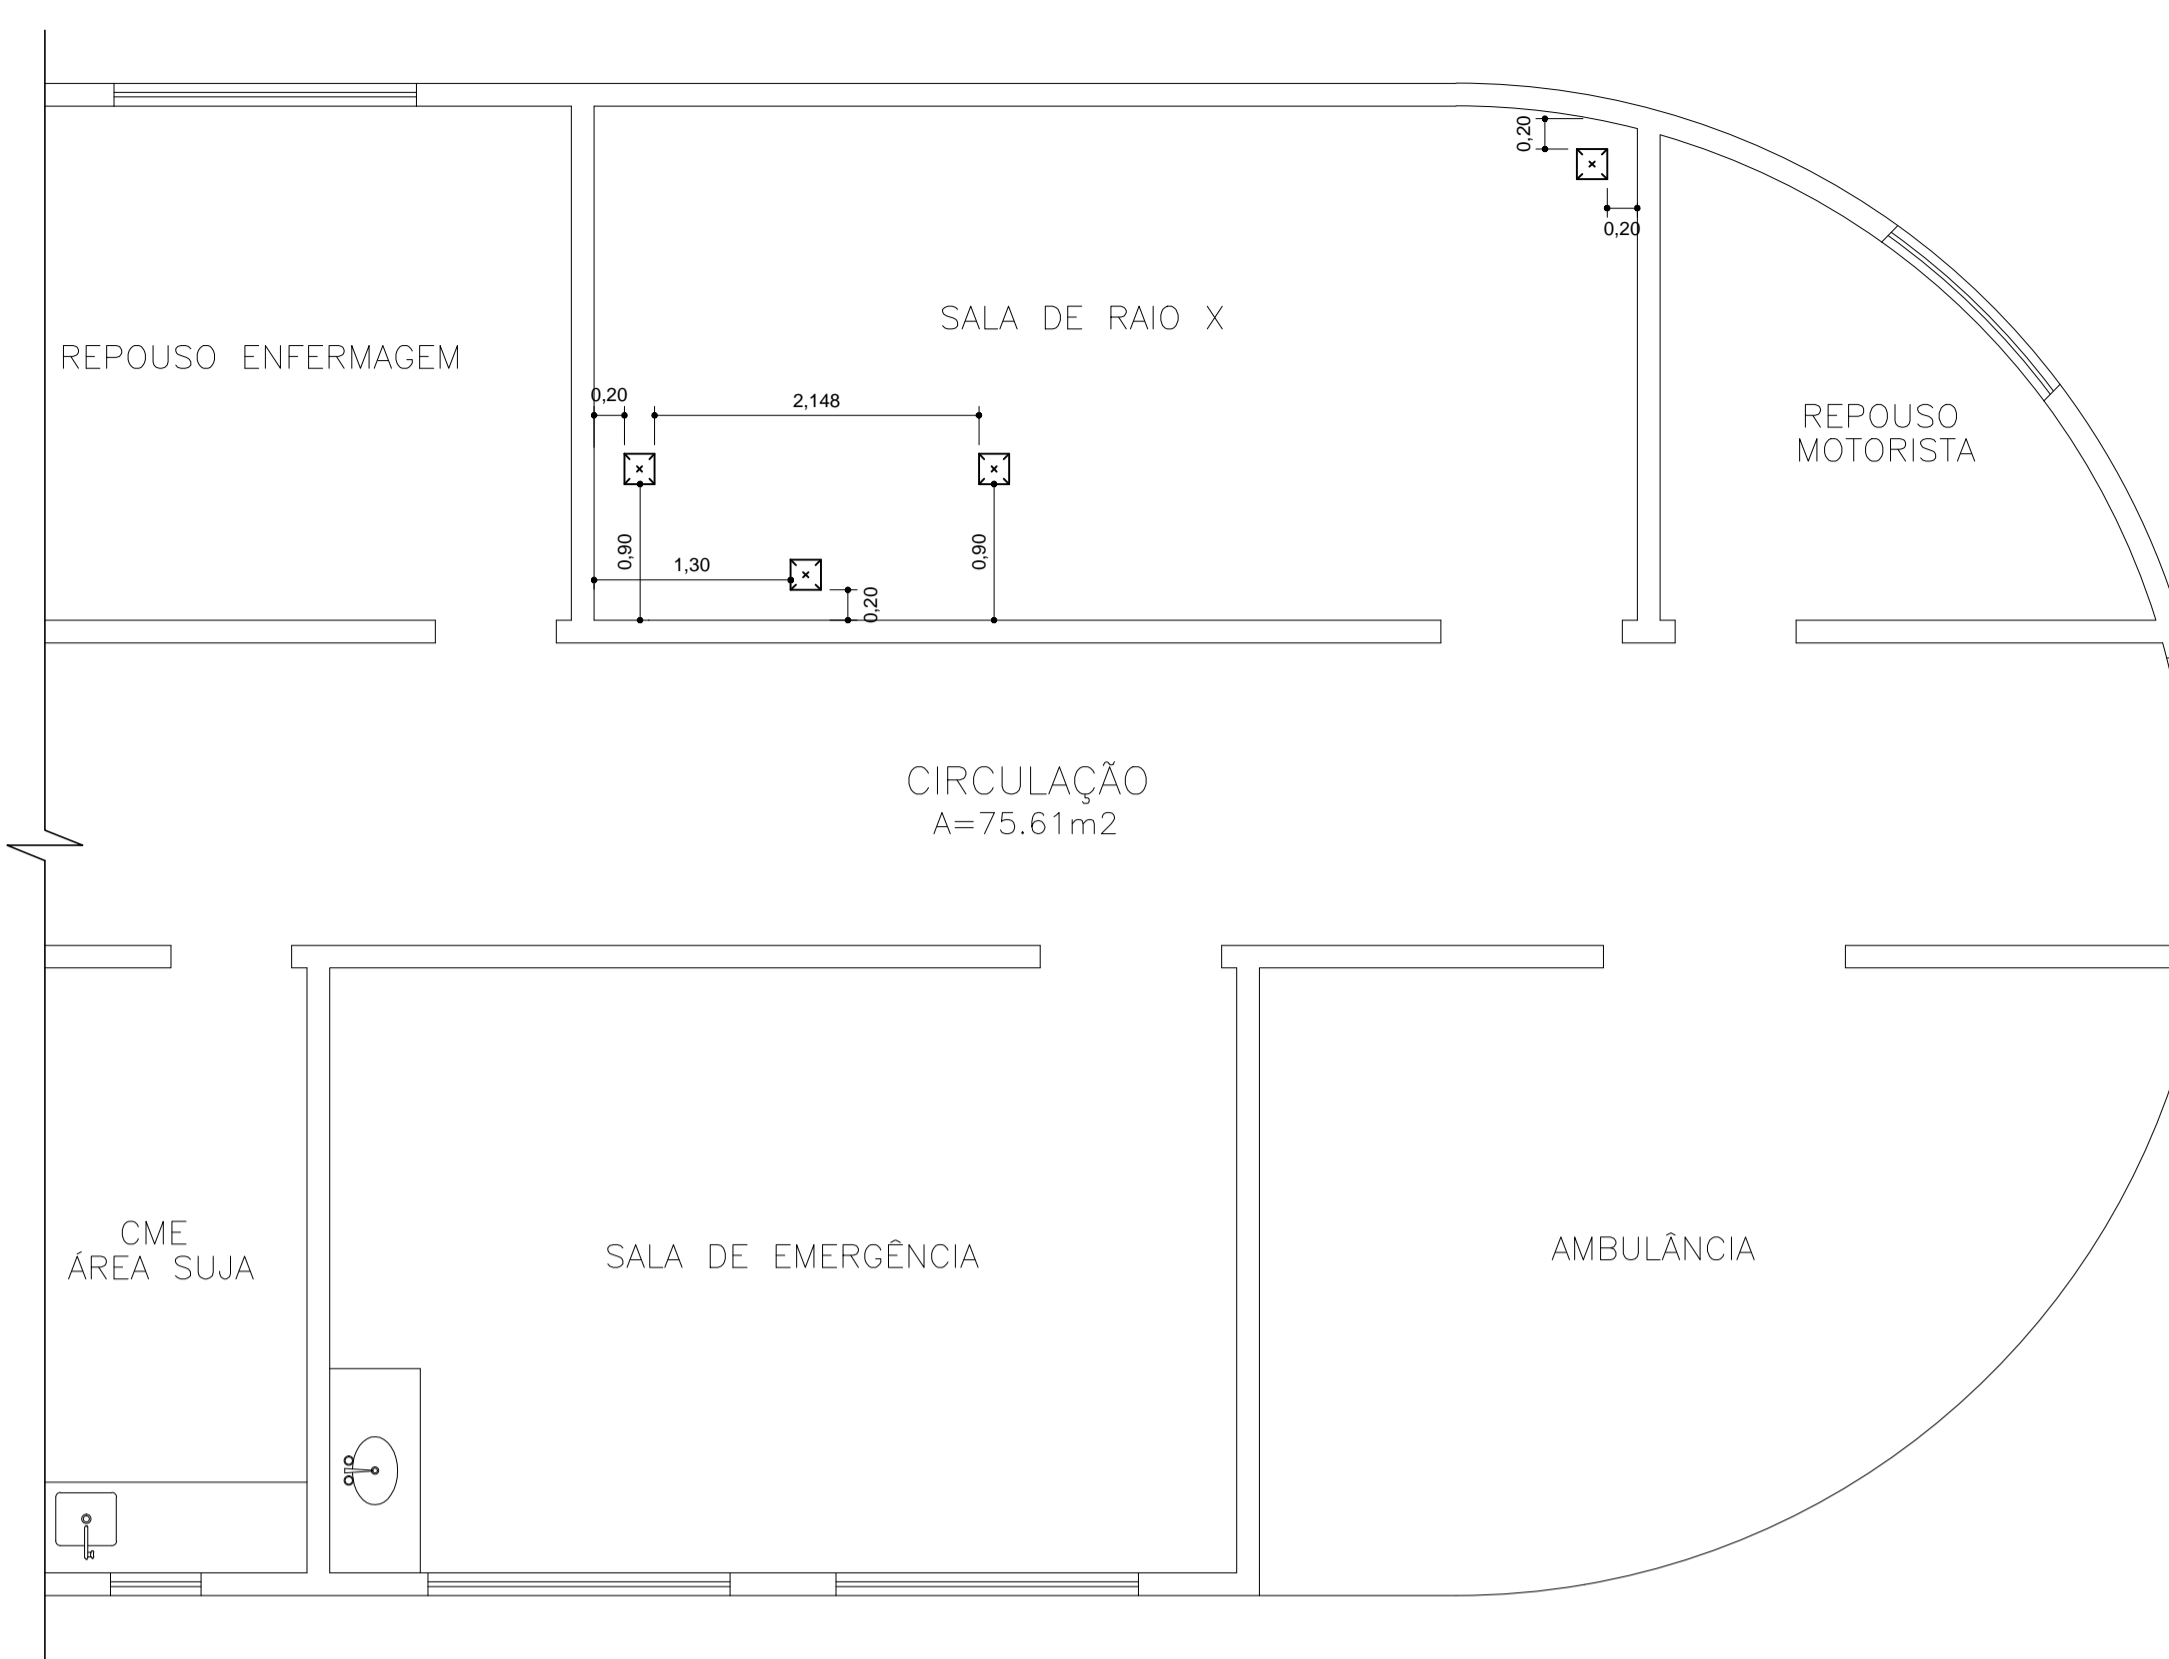 0,20
0,20
SALA DE RAIO X
REPOUSO ENFERMAGEM
0,20
2,148
REPOUSO
MOTORISTA
0,90
1,30
0,90
0,20
CIRCULAÇÃO
A=75.61m2
CME
ÁREA SUJA
SALA DE EMERGÊNCIA
AMBULÂNCIA